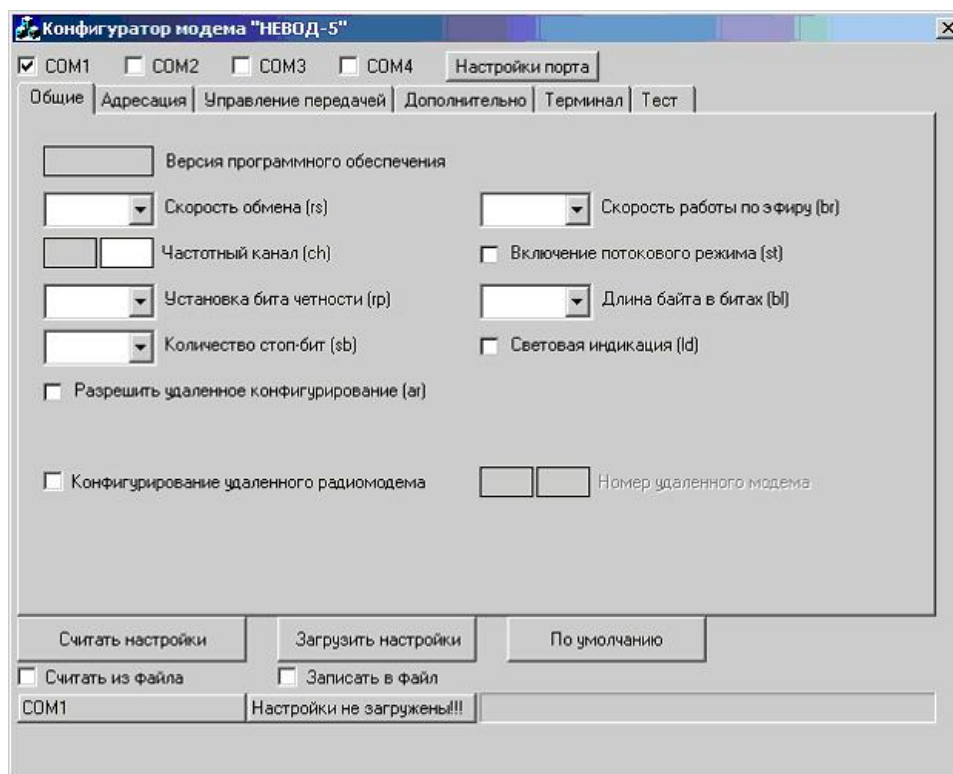 Конфигуратор модема "НЕВОД-5"
COM1 COM2 COM3 COM4 Настройки порта
Общие Адресация Управление передачей Дополнительно Терминал Тест
Версия программного обеспечения
Скорость обмена (rs) Скорость работы по эфиру (br)
Частотный канал (ch) Включение потокового режима (st)
Установка бита четности (rp) Длина байта в битах (bl)
Количество стоп-бит (sb) Световая индикация (ld)
Разрешить удаленное конфигурирование (ar)
Конфигурирование удаленного радиомодема Номер удаленного модема
Считать настройки Загрузить настройки По умолчанию
Считать из файла Записать в файл
COM1 Настройки не загружены!!!